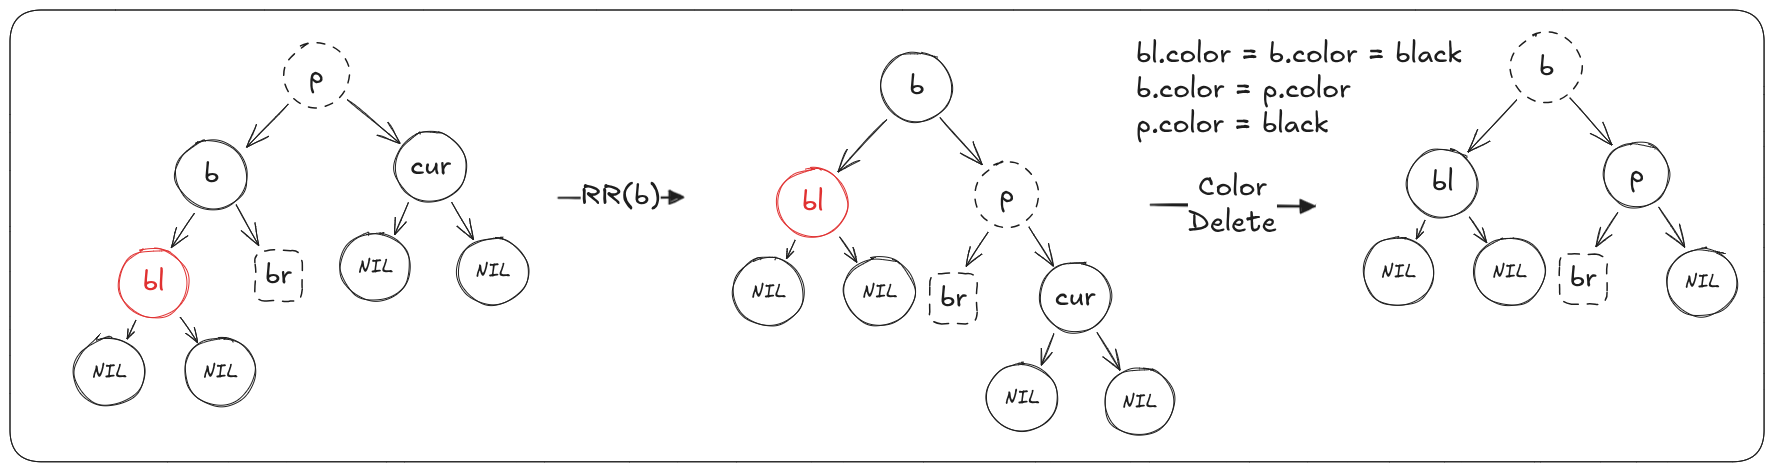 p
b
cur
bl
br
NIL
NIL
NIL
NIL
RR(b)
b
bl
p
NIL
NIL
br
cur
NIL
NIL
bl.color = b.color = black
b.color = p.color
p.color = black
Color
Delete
b
bl
p
NIL
NIL
br
NIL